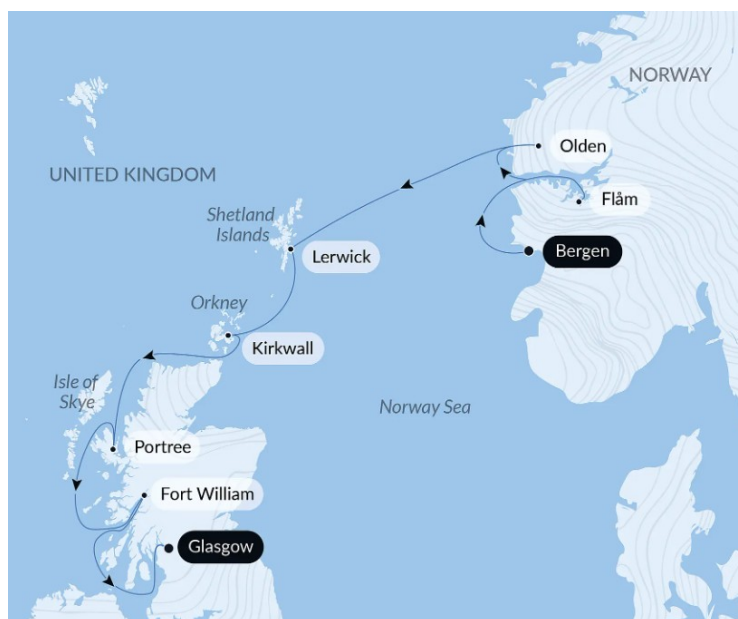 NORWAY
Olden
UNITED KINGDOM
Flåm
Shetland
Islands
Bergen
Lerwick
Orkney
Kirkwall
Isle of
Skye
Norway Sea
Portree
Fort William
Glasgow